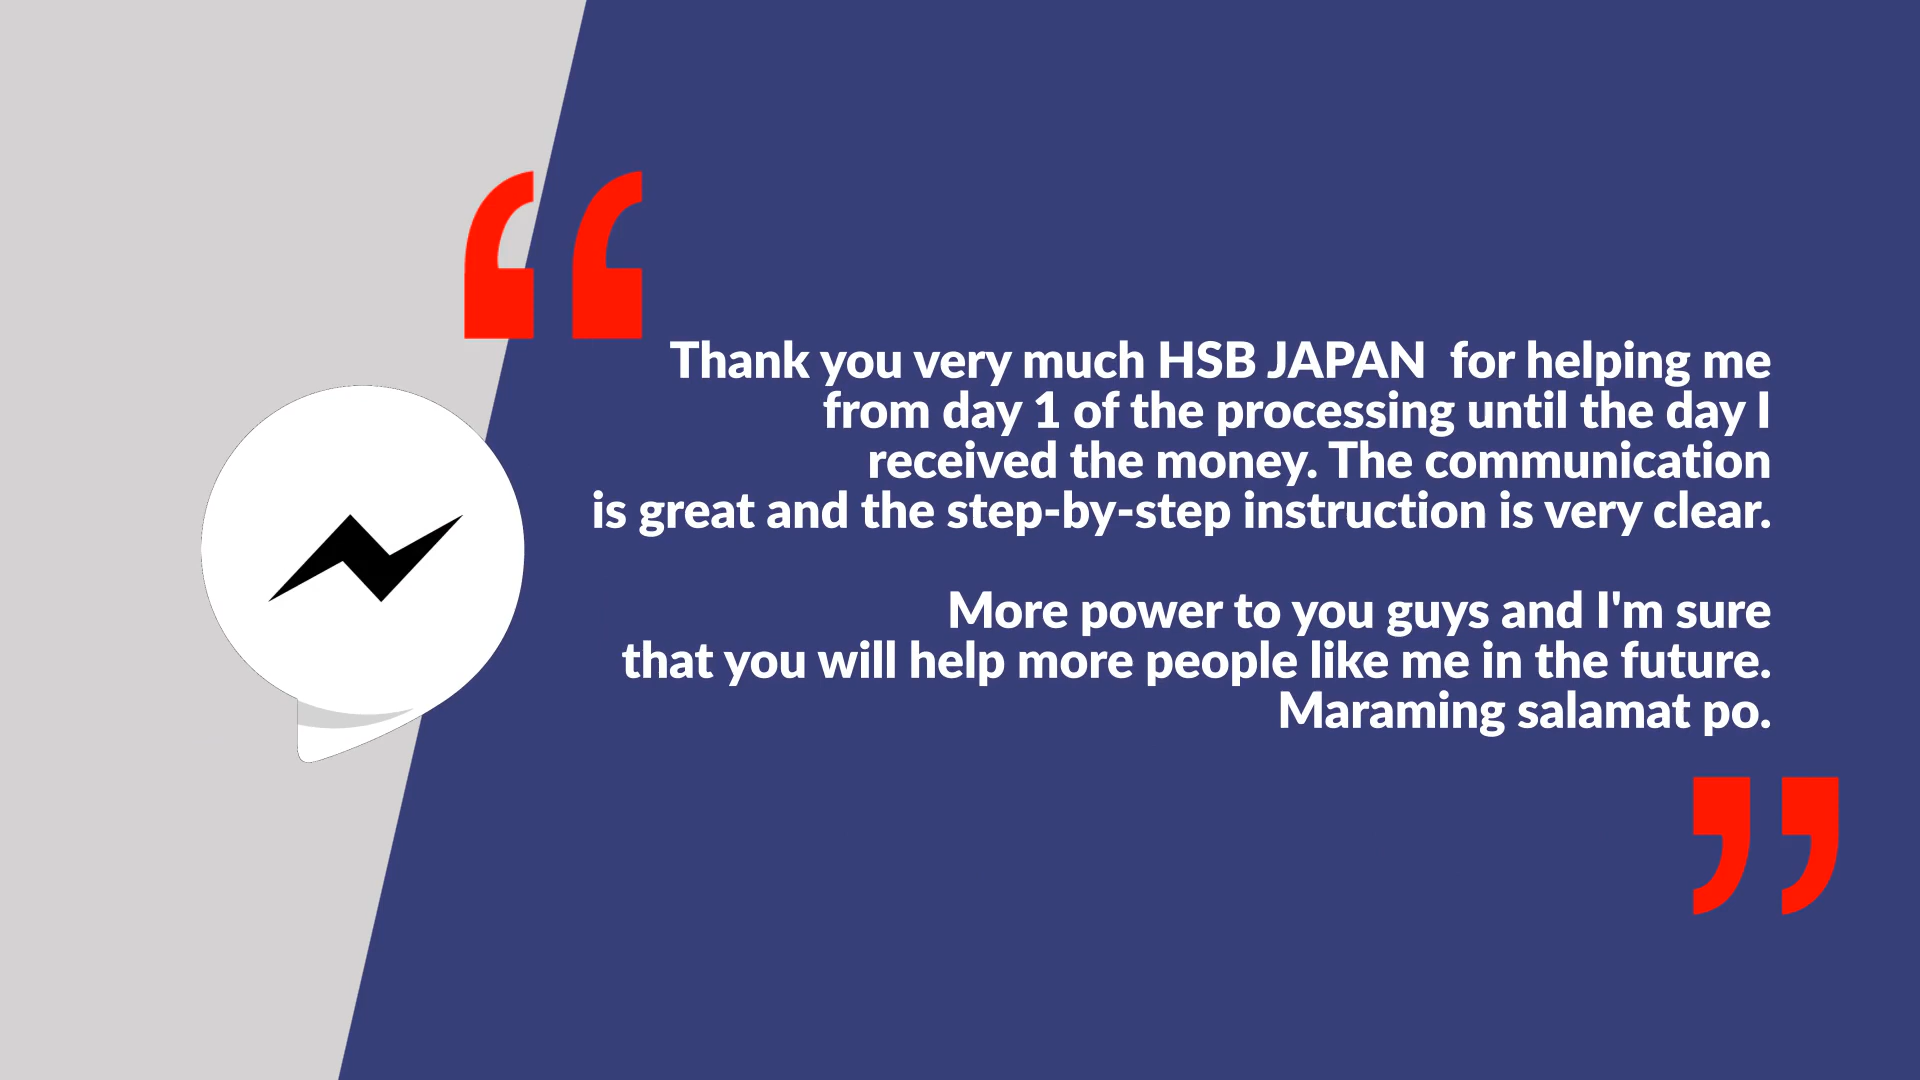 “
Thank you very much HSB JAPAN  for helping me
from day 1 of the processing until the day I
received the money. The communication
is great and the step-by-step instruction is very clear.
More power to you guys and I'm sure
that you will help more people like me in the future.
Maraming salamat po.
”